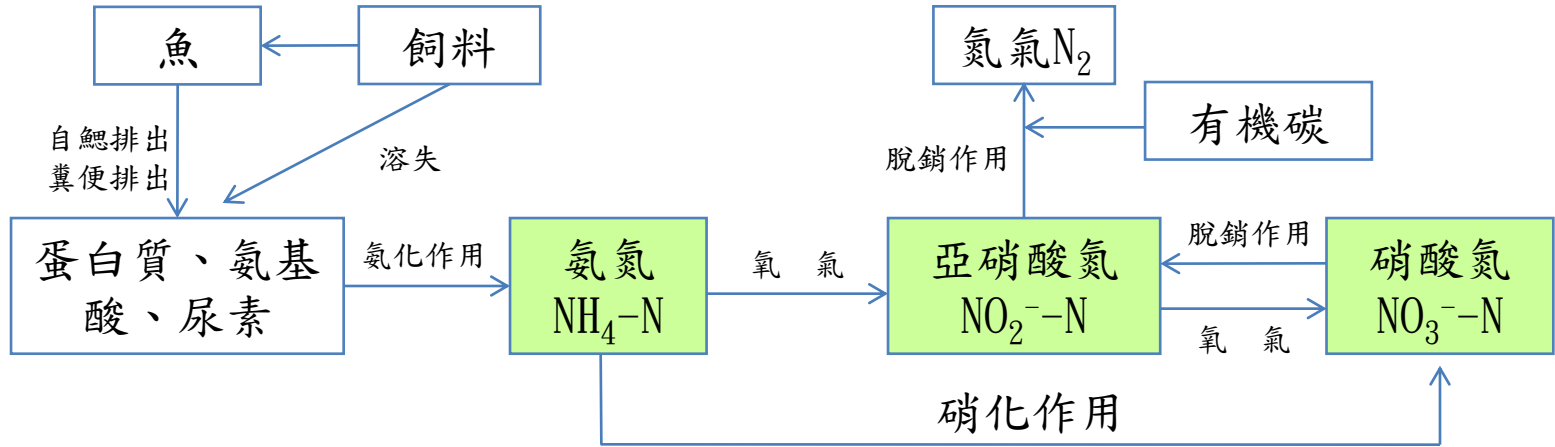 魚
飼料
氮氣N₂
有機碳
自鰓排出
糞便排出
溶失
脫銷作用
蛋白質、氨基
酸、尿素
氨化作用
氨氮
NH₄-N
氧 氣
亞硝酸氮
NO₂⁻-N
脫銷作用
氧 氣
硝酸氮
NO₃⁻-N
硝化作用